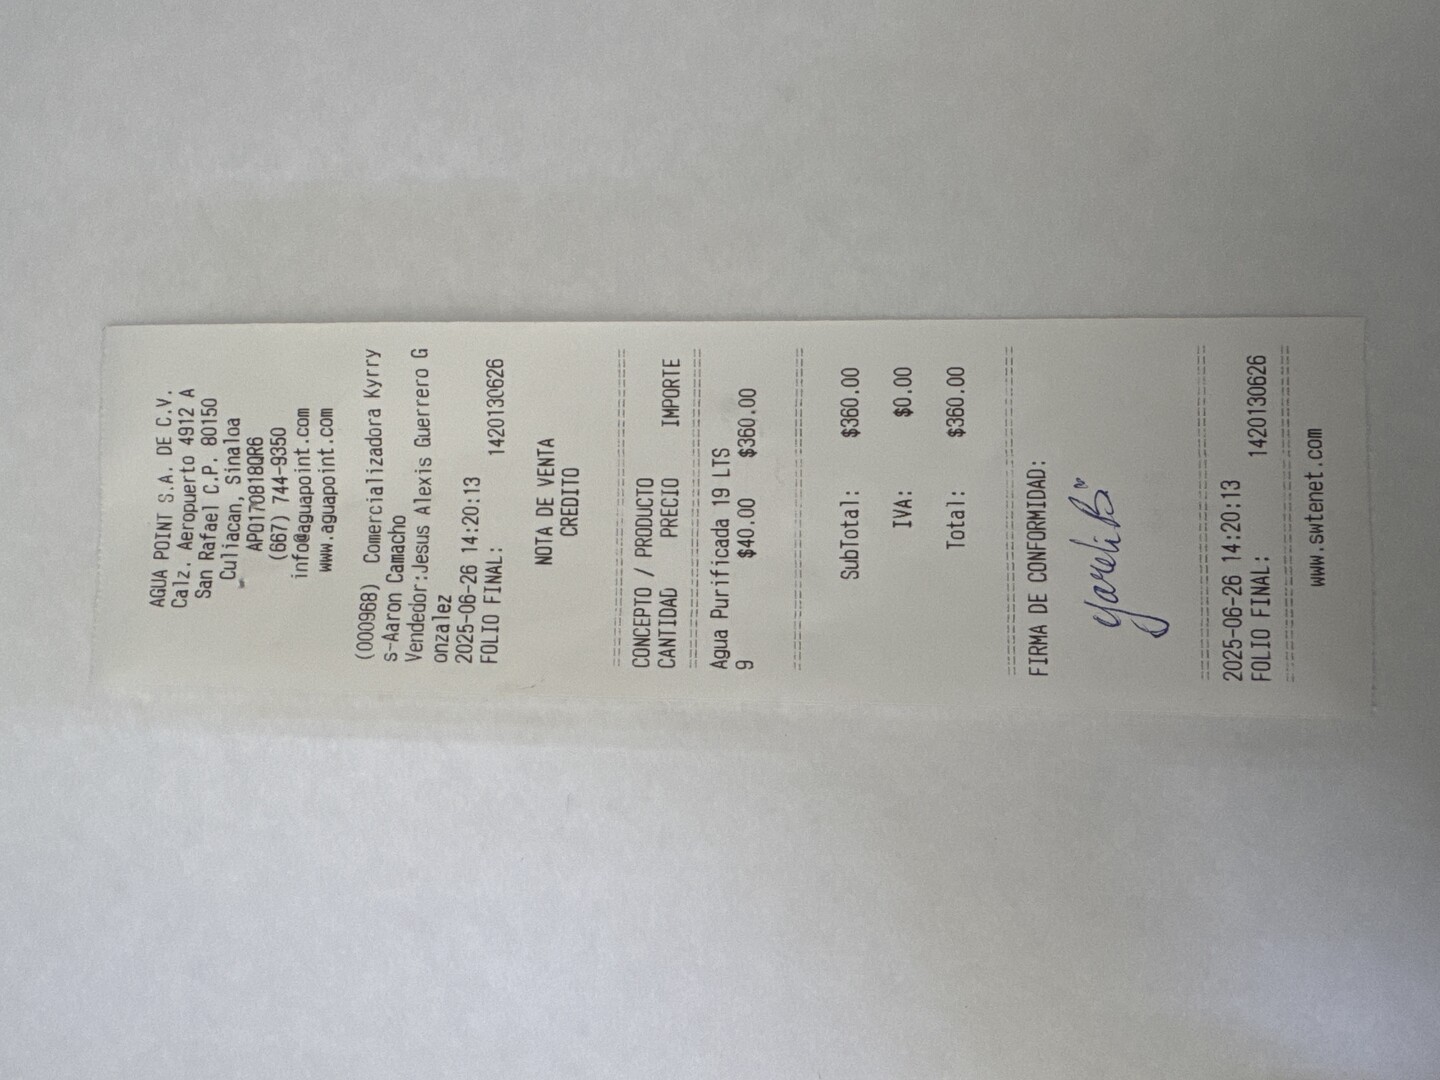 AGUA POINT S.A. DE C.V.
Calz. Aeropuerto 4912 A
San Rafael C.P. 80150
Culiacan, Sinaloa
APO170818QR6
(667) 744-9350
info@aguapoint.com
www.aguapoint.com
(000968) Comercializadora Kyrry
s-Aaron Camacho
Vendedor:Jesus Alexis Guerrero G
onzalez
2025-06-26 14:20:13
FOLIO FINAL: 1420130626
NOTA DE VENTA
CREDITO
================================
CONCEPTO / PRODUCTO
CANTIDAD PRECIO IMPORTE
================================
Agua Purificada 19 LTS
9 $40.00 $360.00
================================
SubTotal: $360.00
IVA: $0.00
Total: $360.00
================================
FIRMA DE CONFORMIDAD:
Yareli B
================================
2025-06-26 14:20:13
FOLIO FINAL: 1420130626
================================
www.swtenet.com